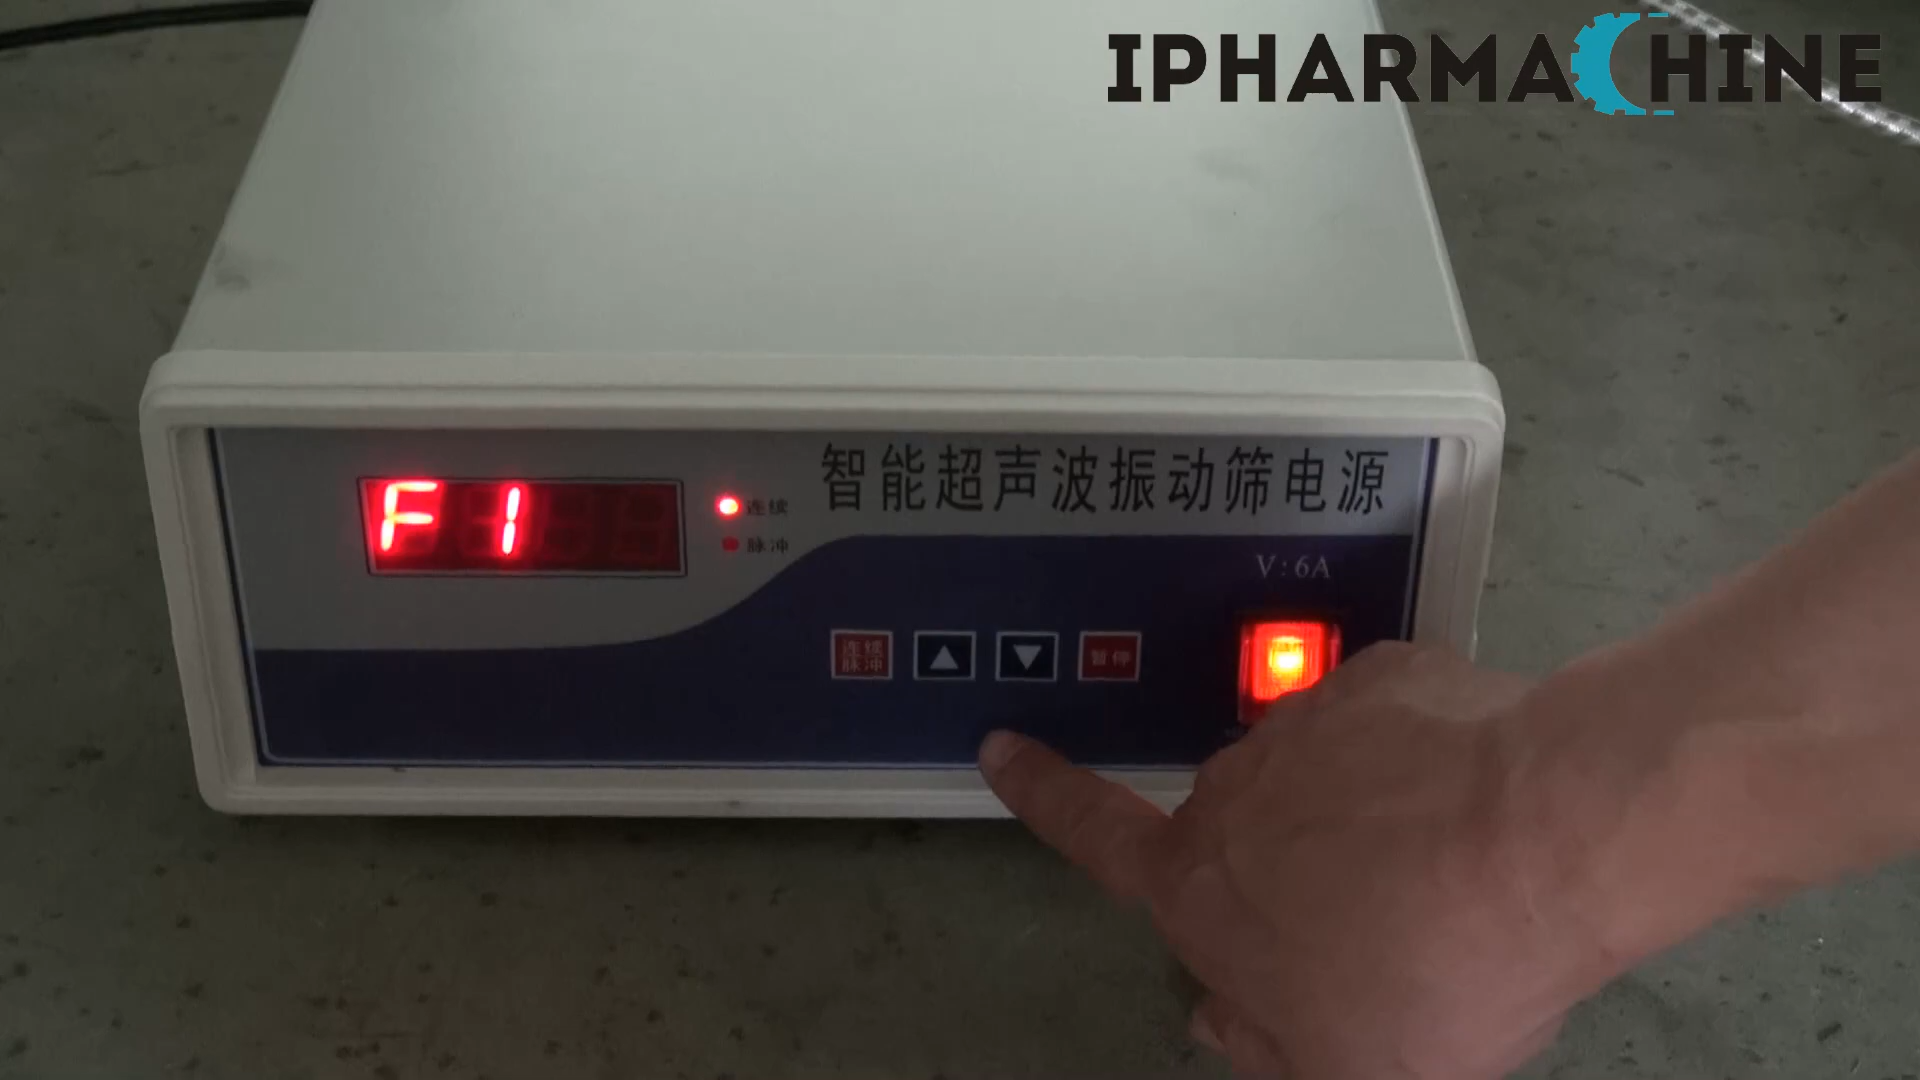 IPHARMACHINE
智能超声波振动筛电源
F1
连续
脉冲
V:6A
连续
脉冲
▲
▼
暂停